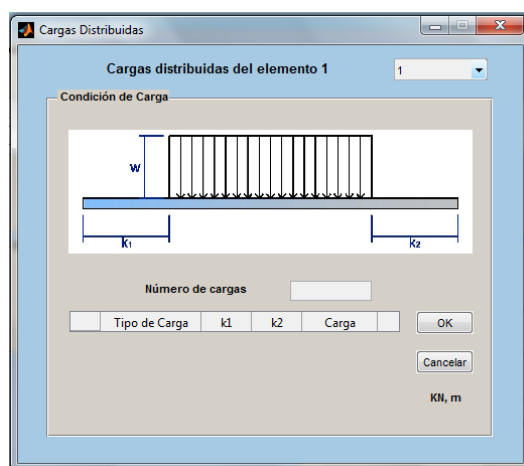 Cargas Distribuidas
Cargas distribuidas del elemento 1
1
Condición de Carga
w
k1
k2
Número de cargas
Tipo de Carga k1 k2 Carga
OK
Cancelar
KN, m